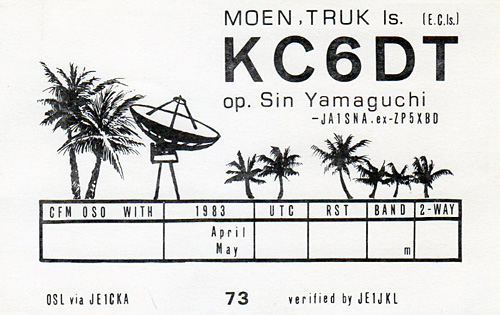 MOEN, TRUK Is. (E.C.Is.)
KC6DT
op. Sin Yamaguchi
-JA1SNA.ex-ZP5XBD
CFM QSO WITH 1983 UTC RST BAND 2-WAY
April
May m
QSL via JE1CKA 73 verified by JE1JKL